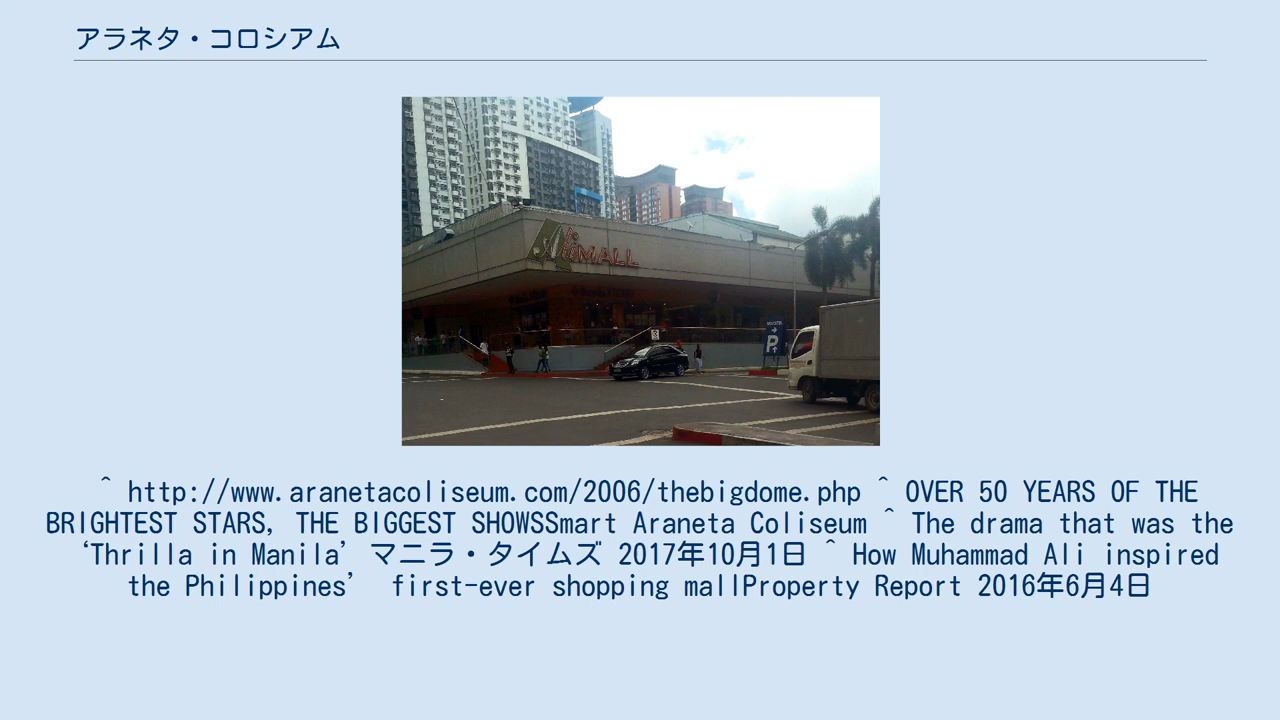 アラネタ・コロシアム
AliMALL
P
^ http://www.aranetacoliseum.com/2006/thebigdome.php ^ OVER 50 YEARS OF THE
BRIGHTEST STARS, THE BIGGEST SHOWSSmart Araneta Coliseum ^ The drama that was the
‘Thrilla in Manila’ マニラ・タイムズ 2017年10月1日 ^ How Muhammad Ali inspired
the Philippines’ first-ever shopping mallProperty Report 2016年6月4日